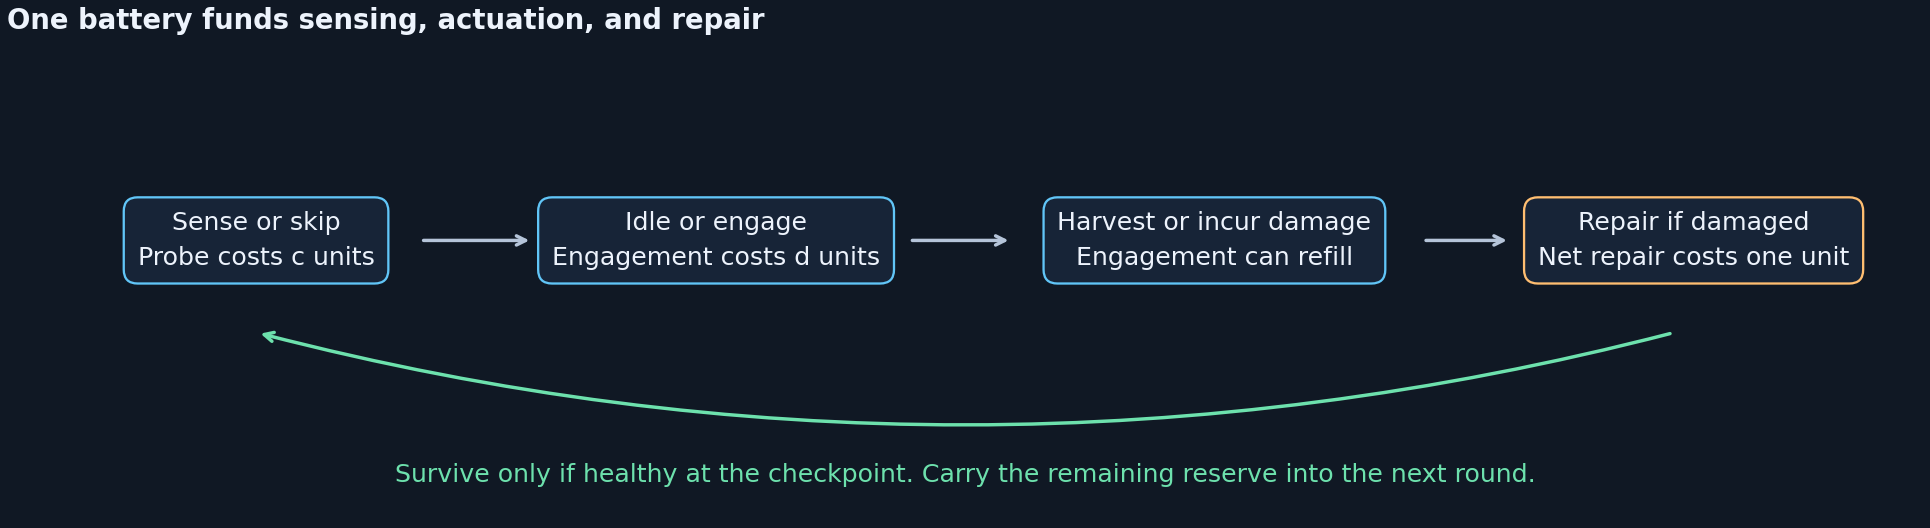 One battery funds sensing, actuation, and repair
Sense or skip
Probe costs c units
Idle or engage
Engagement costs d units
Harvest or incur damage
Engagement can refill
Repair if damaged
Net repair costs one unit
Survive only if healthy at the checkpoint. Carry the remaining reserve into the next round.